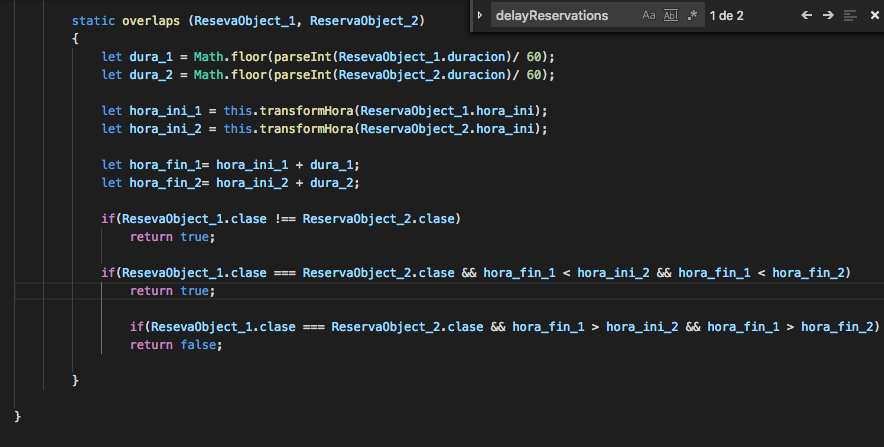 delayReservations Aa Abl .* 1 de 2
static overlaps (ResevaObject_1, ReservaObject_2)
{
let dura_1 = Math.floor(parseInt(ResevaObject_1.duracion)/ 60);
let dura_2 = Math.floor(parseInt(ReservaObject_2.duracion)/ 60);
let hora_ini_1 = this.transformHora(ReservaObject_1.hora_ini);
let hora_ini_2 = this.transformHora(ReservaObject_2.hora_ini);
let hora_fin_1= hora_ini_1 + dura_1;
let hora_fin_2= hora_ini_2 + dura_2;
if(ResevaObject_1.clase !== ReservaObject_2.clase)
return true;
if(ResevaObject_1.clase === ReservaObject_2.clase && hora_fin_1 < hora_ini_2 && hora_fin_1 < hora_fin_2)
return true;
if(ResevaObject_1.clase === ReservaObject_2.clase && hora_fin_1 > hora_ini_2 && hora_fin_1 > hora_fin_2)
return false;
}
}